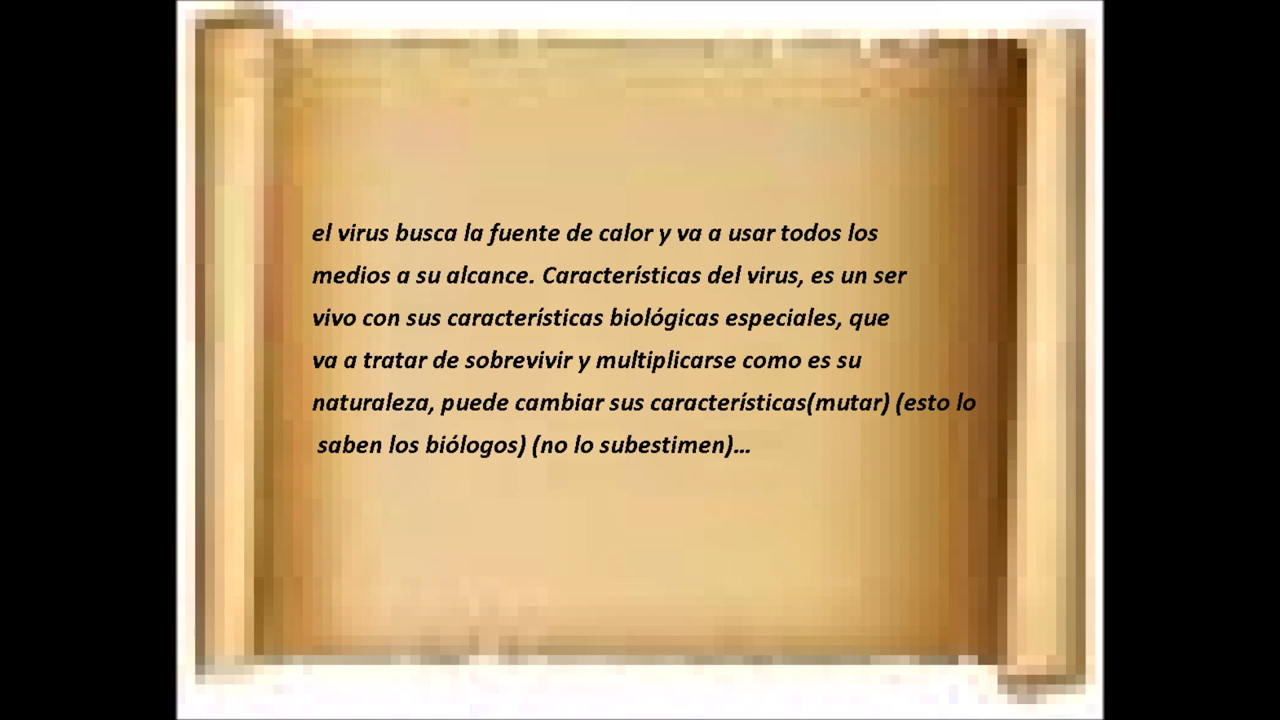 el virus busca la fuente de calor y va a usar todos los
medios a su alcance. Características del virus, es un ser
vivo con sus características biológicas especiales, que
va a tratar de sobrevivir y multiplicarse como es su
naturaleza, puede cambiar sus características(mutar) (esto lo
saben los biólogos) (no lo subestimen)...